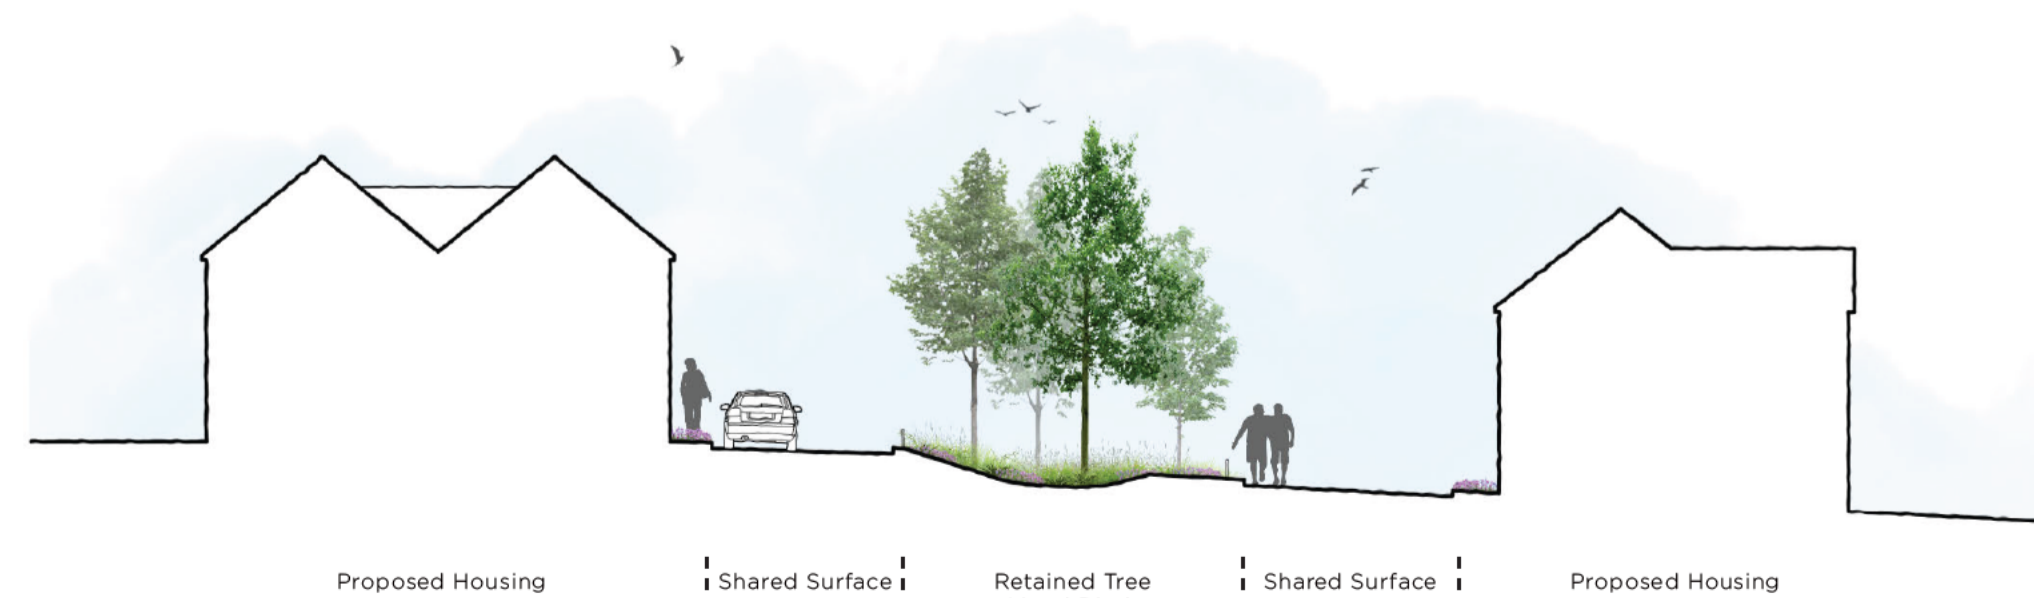 Proposed Housing
Shared Surface
Retained Tree
Shared Surface
Proposed Housing